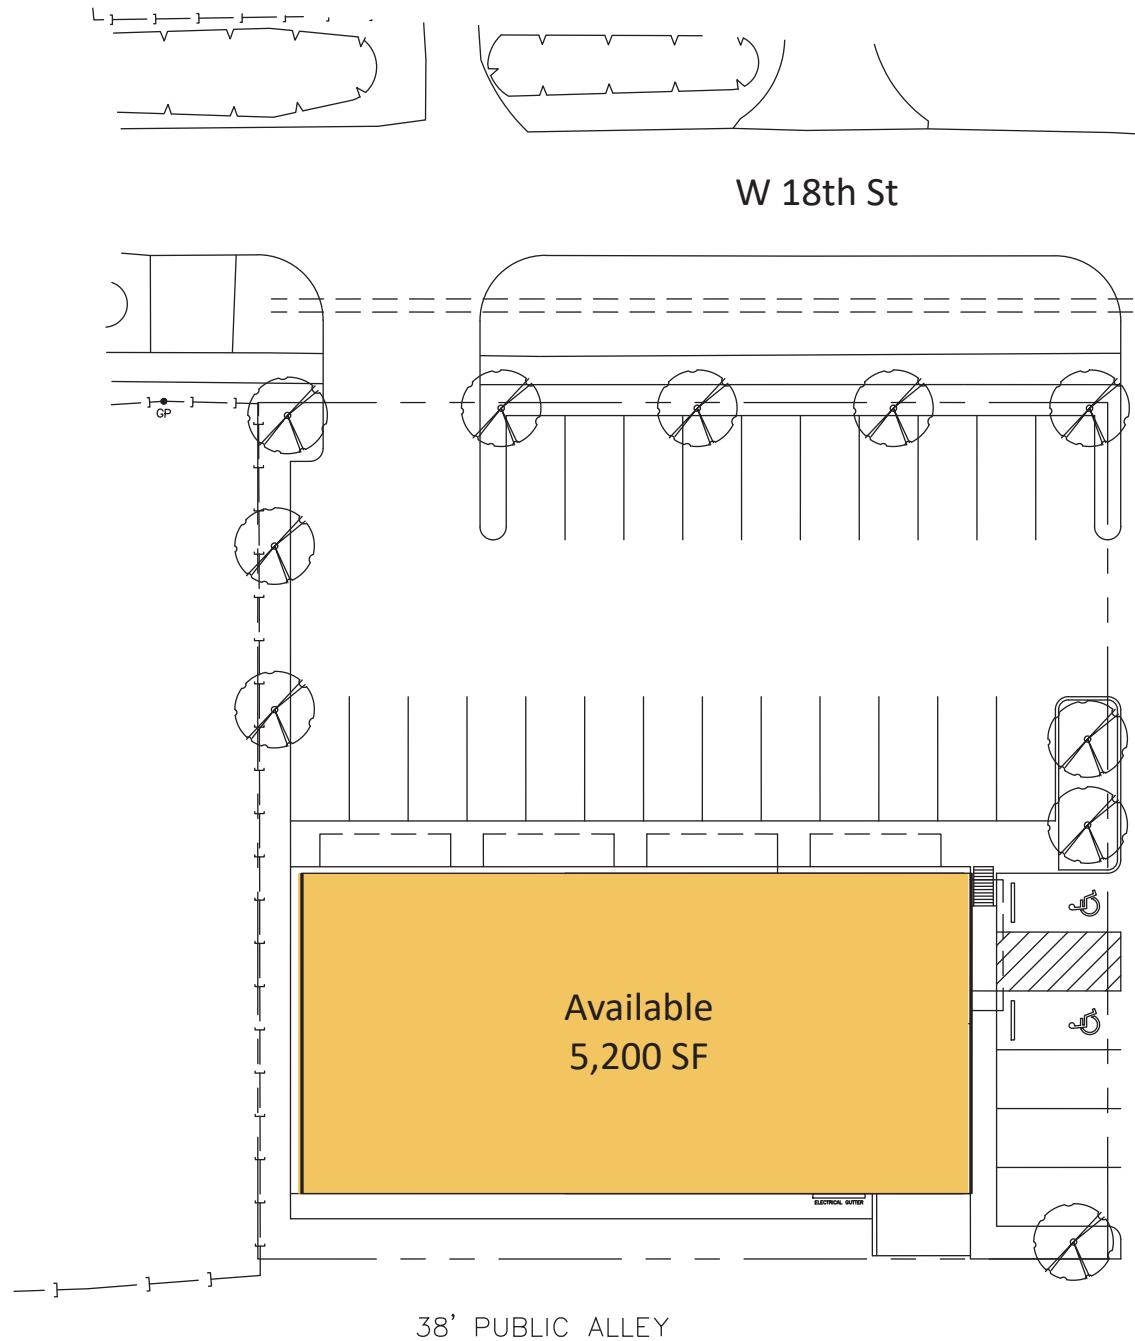 W 18th St
GP
Available
5,200 SF
ELECTRICAL GUTTER
38' PUBLIC ALLEY